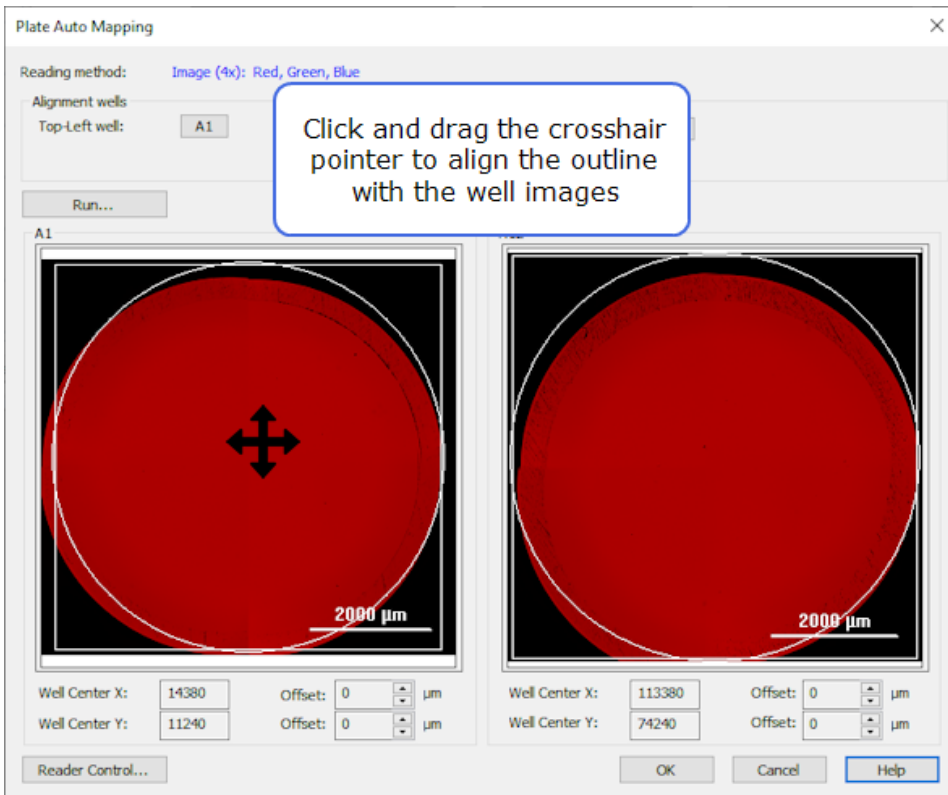 Plate Auto Mapping
Reading method: Image (4x): Red, Green, Blue
Alignment wells
Top-Left well: A1
Click and drag the crosshair
pointer to align the outline
with the well images
Run...
A1
2000 µm
2000 µm
Well Center X: 14380 Offset: 0 µm
Well Center Y: 11240 Offset: 0 µm
Well Center X: 113380 Offset: 0 µm
Well Center Y: 74240 Offset: 0 µm
Reader Control...
OK
Cancel
Help